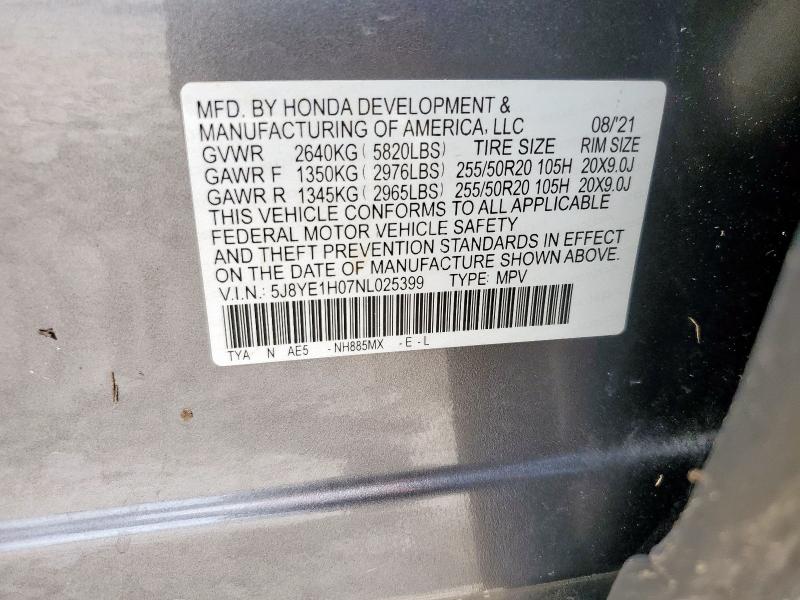 MFD. BY HONDA DEVELOPMENT &
MANUFACTURING OF AMERICA, LLC 08/'21
GVWR 2640KG ( 5820LBS) TIRE SIZE RIM SIZE
GAWR F 1350KG ( 2976LBS) 255/50R20 105H 20X9.0J
GAWR R 1345KG ( 2965LBS) 255/50R20 105H 20X9.0J
THIS VEHICLE CONFORMS TO ALL APPLICABLE
FEDERAL MOTOR VEHICLE SAFETY
AND THEFT PREVENTION STANDARDS IN EFFECT
ON THE DATE OF MANUFACTURE SHOWN ABOVE.
V.I.N.: 5J8YE1H07NL025399 TYPE: MPV
TYA N AE5 -NH885MX -E-L